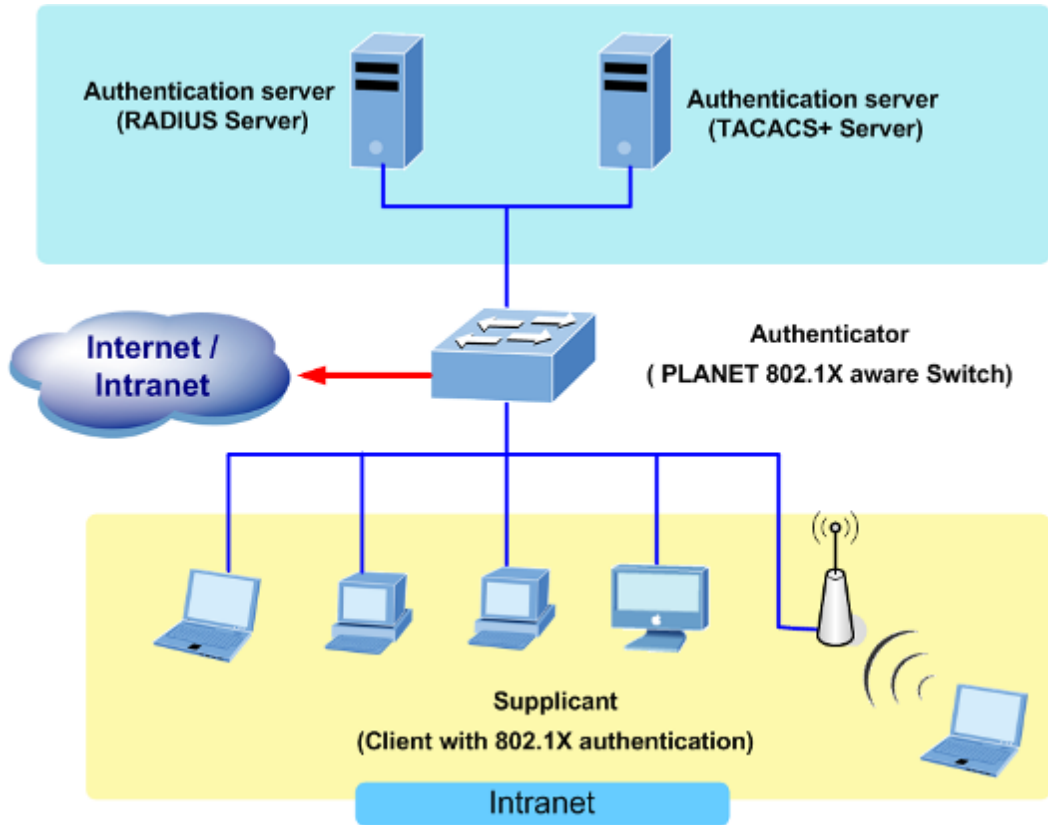 Authentication server
(RADIUS Server)
Authentication server
(TACACS+ Server)
Internet /
Intranet
Authenticator
( PLANET 802.1X aware Switch)
Supplicant
(Client with 802.1X authentication)
Intranet